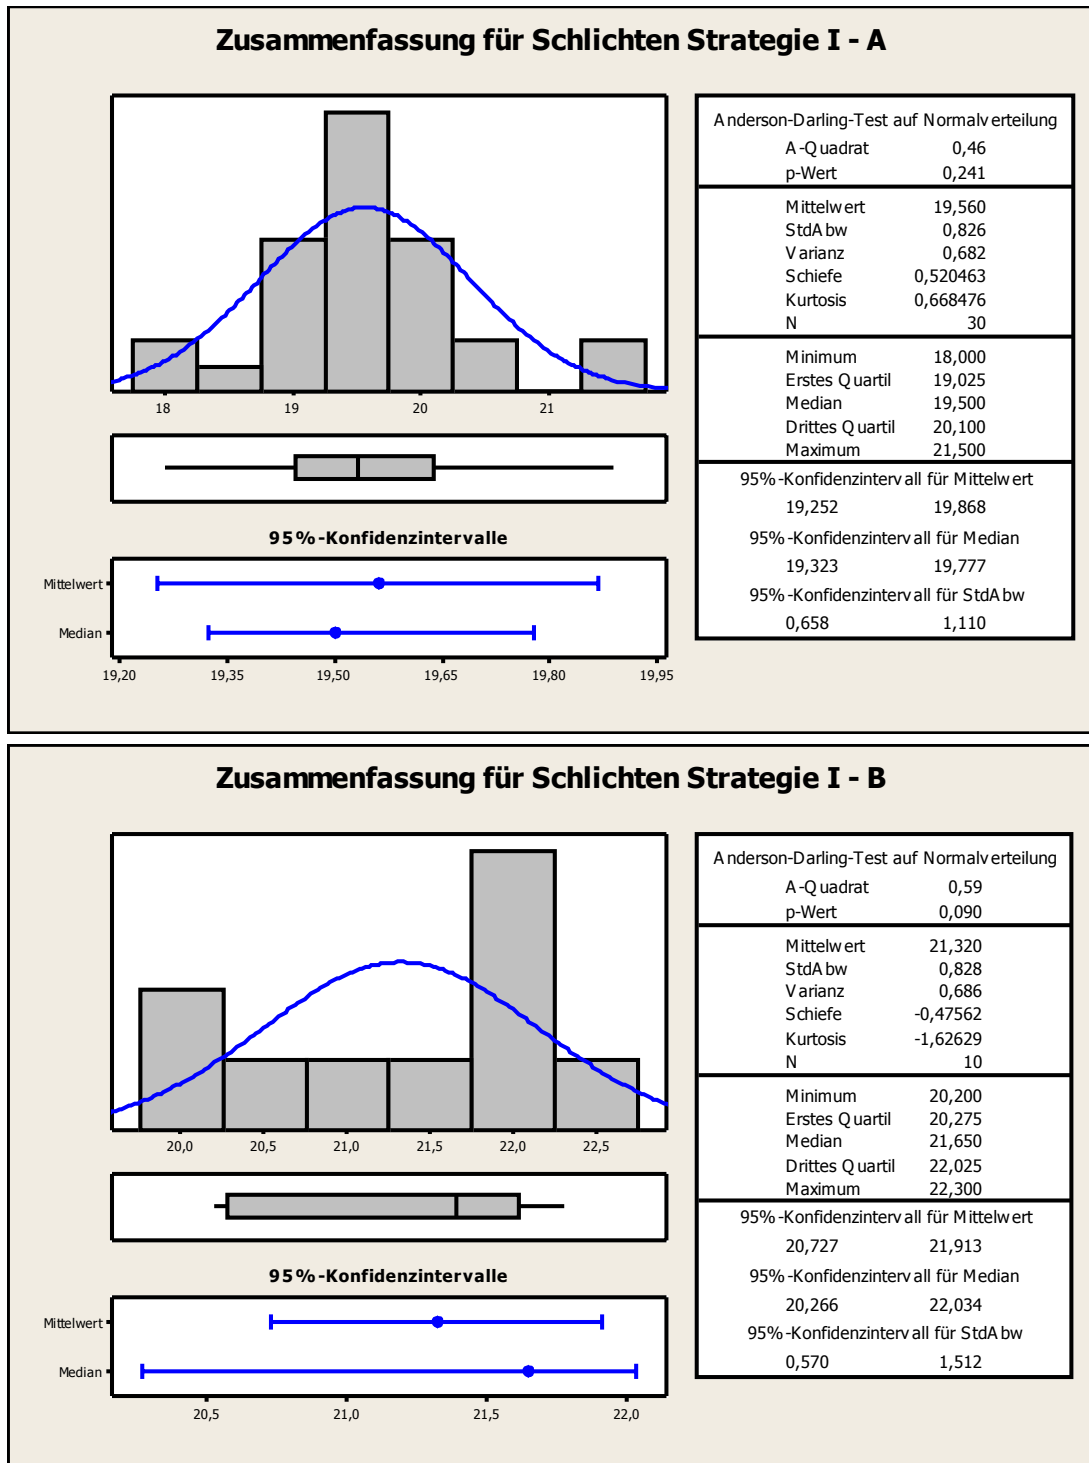 Zusammenfassung für Schlichten Strategie I - A
18 19 20 21
95%-Konfidenzintervalle
Mittelwert
Median
19,20 19,35 19,50 19,65 19,80 19,95
Anderson-Darling-Test auf Normalverteilung
A-Quadrat 0,46
p-Wert 0,241
Mittelwert 19,560
StdAbw 0,826
Varianz 0,682
Schiefe 0,520463
Kurtosis 0,668476
N 30
Minimum 18,000
Erstes Quartil 19,025
Median 19,500
Drittes Quartil 20,100
Maximum 21,500
95%-Konfidenzintervall für Mittelwert
19,252 19,868
95%-Konfidenzintervall für Median
19,323 19,777
95%-Konfidenzintervall für StdAbw
0,658 1,110
Zusammenfassung für Schlichten Strategie I - B
20,0 20,5 21,0 21,5 22,0 22,5
95%-Konfidenzintervalle
Mittelwert
Median
20,5 21,0 21,5 22,0
Anderson-Darling-Test auf Normalverteilung
A-Quadrat 0,59
p-Wert 0,090
Mittelwert 21,320
StdAbw 0,828
Varianz 0,686
Schiefe -0,47562
Kurtosis -1,62629
N 10
Minimum 20,200
Erstes Quartil 20,275
Median 21,650
Drittes Quartil 22,025
Maximum 22,300
95%-Konfidenzintervall für Mittelwert
20,727 21,913
95%-Konfidenzintervall für Median
20,266 22,034
95%-Konfidenzintervall für StdAbw
0,570 1,512